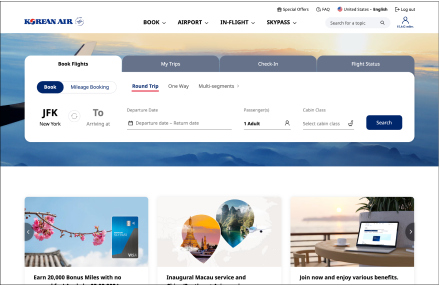 Special Offers FAQ United States - English Log out
KOREAN AIR BOOK AIRPORT IN-FLIGHT SKYPASS Search for a topic
Book Flights My Trips Check-In Flight Status
Book Mileage Booking Round Trip One Way Multi-segments
Departure Date Passenger(s) Cabin Class
JFK To
New York Arriving at Departure date – Return date 1 Adult Select cabin class Search
VISA
Earn 20,000 Bonus Miles with no Inaugural Macau service and Join now and enjoy various benefits.